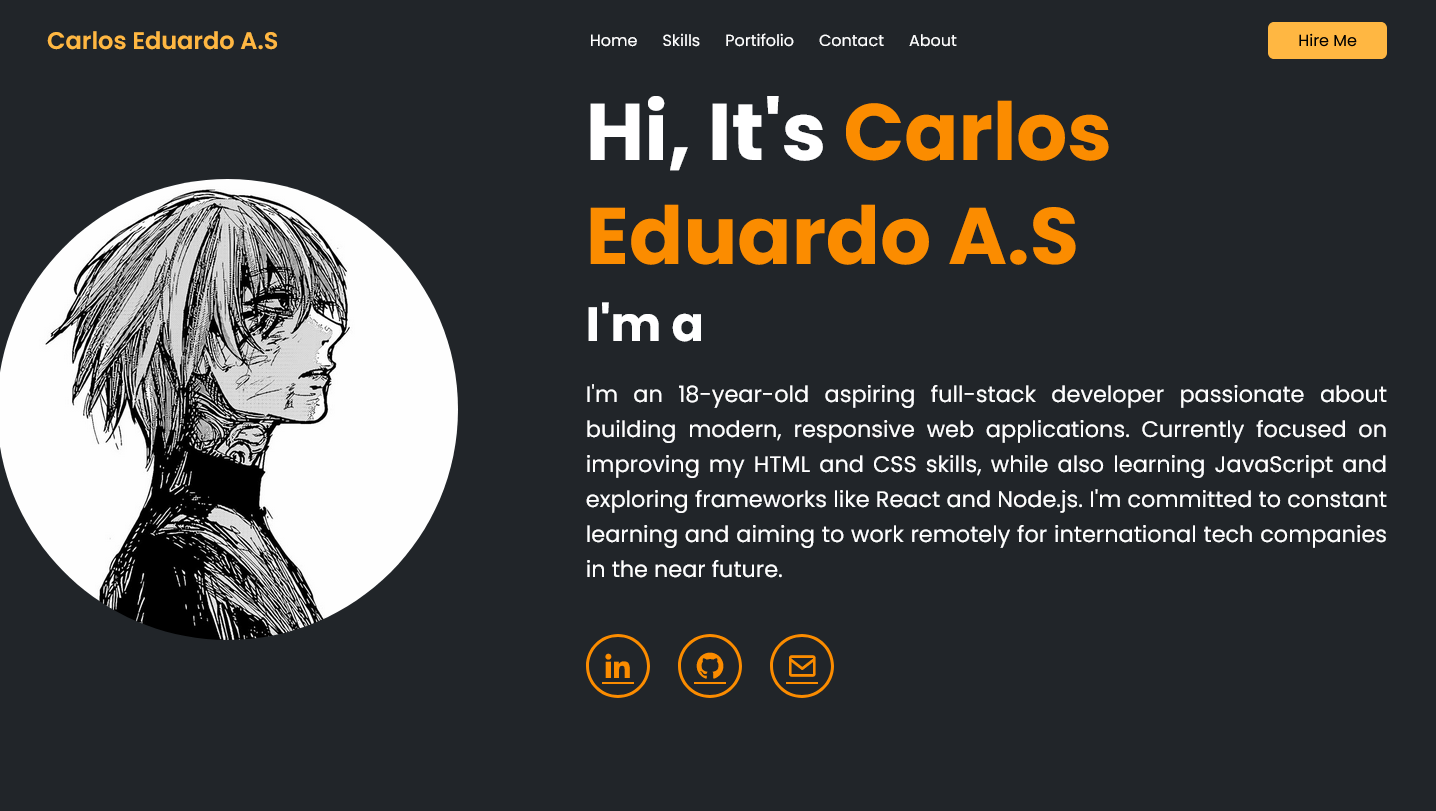 Carlos Eduardo A.S
Home Skills Portifolio Contact About
Hire Me
Hi, It's Carlos
Eduardo A.S
I'm a
I'm an 18-year-old aspiring full-stack developer passionate about
building modern, responsive web applications. Currently focused on
improving my HTML and CSS skills, while also learning JavaScript and
exploring frameworks like React and Node.js. I'm committed to constant
learning and aiming to work remotely for international tech companies
in the near future.
in